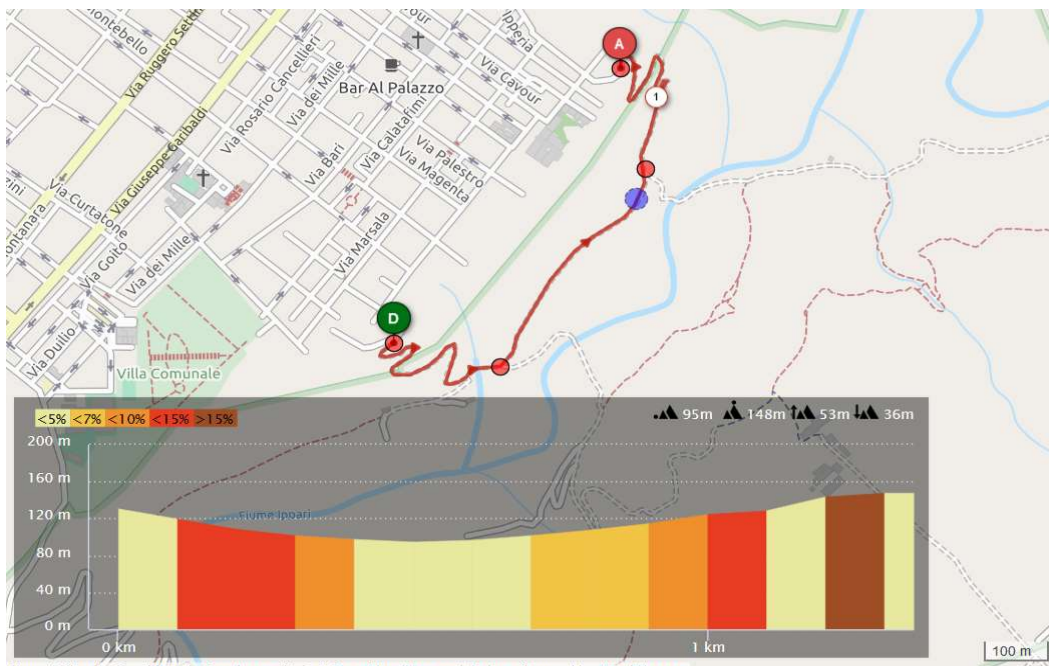 Montebello
Via Ruggero Settimo
Via Rosario Cancellieri
Via dei Mille
Cavour
Ipperia
A
Via Cavour
Bar Al Palazzo
1
Via Calatafimi
Via Giuseppe Garibaldi
Via Bari
Via Palestro
Via Magenta
zini
Via Curtatone
ontanara
Via Goito
Via dei Mille
Via Marsala
D
Via Duilio
Villa Comunale
<5% <7% <10% <15% >15%
95m 148m 53m 36m
200 m
160 m
120 m
Fiume Ippari
80 m
40 m
0 m
0 km 1 km
100 m